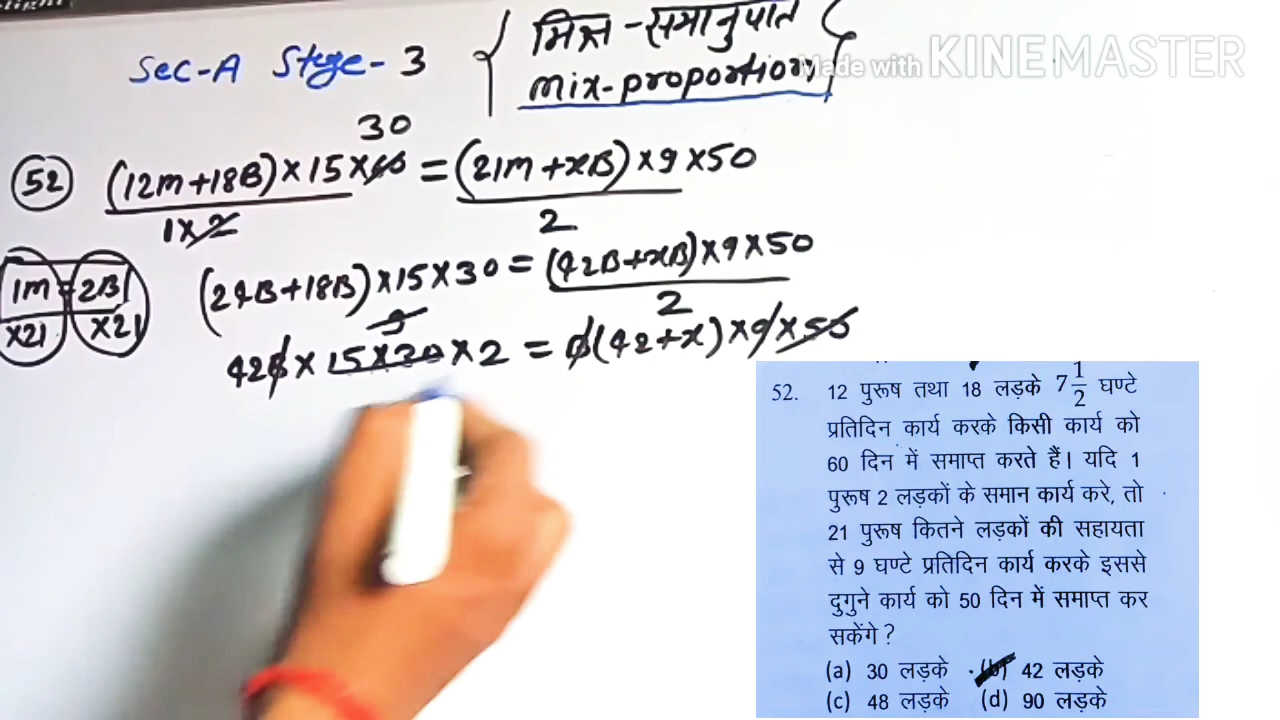 Sec-A Stege-3
मिश्र-समानुपात
mix-proportion
Made with KINEMASTER
30
52 (12m+18B)×15×60 = (21m+xB)×9×50
1×2 2
1m=2B (24B+18B)×15×30 = (42B+xB)×9×50
×21 ×21 2
5
42B×15×30×2 = B(42+x)×9×50
52. 12 पुरूष तथा 18 लड़के 7 1/2 घण्टे
प्रतिदिन कार्य करके किसी कार्य को
60 दिन में समाप्त करते हैं। यदि 1
पुरूष 2 लड़कों के समान कार्य करे, तो
21 पुरूष कितने लड़कों की सहायता
से 9 घण्टे प्रतिदिन कार्य करके इससे
दुगुने कार्य को 50 दिन में समाप्त कर
सकेंगे ?
(a) 30 लड़के (b) 42 लड़के
(c) 48 लड़के (d) 90 लड़के